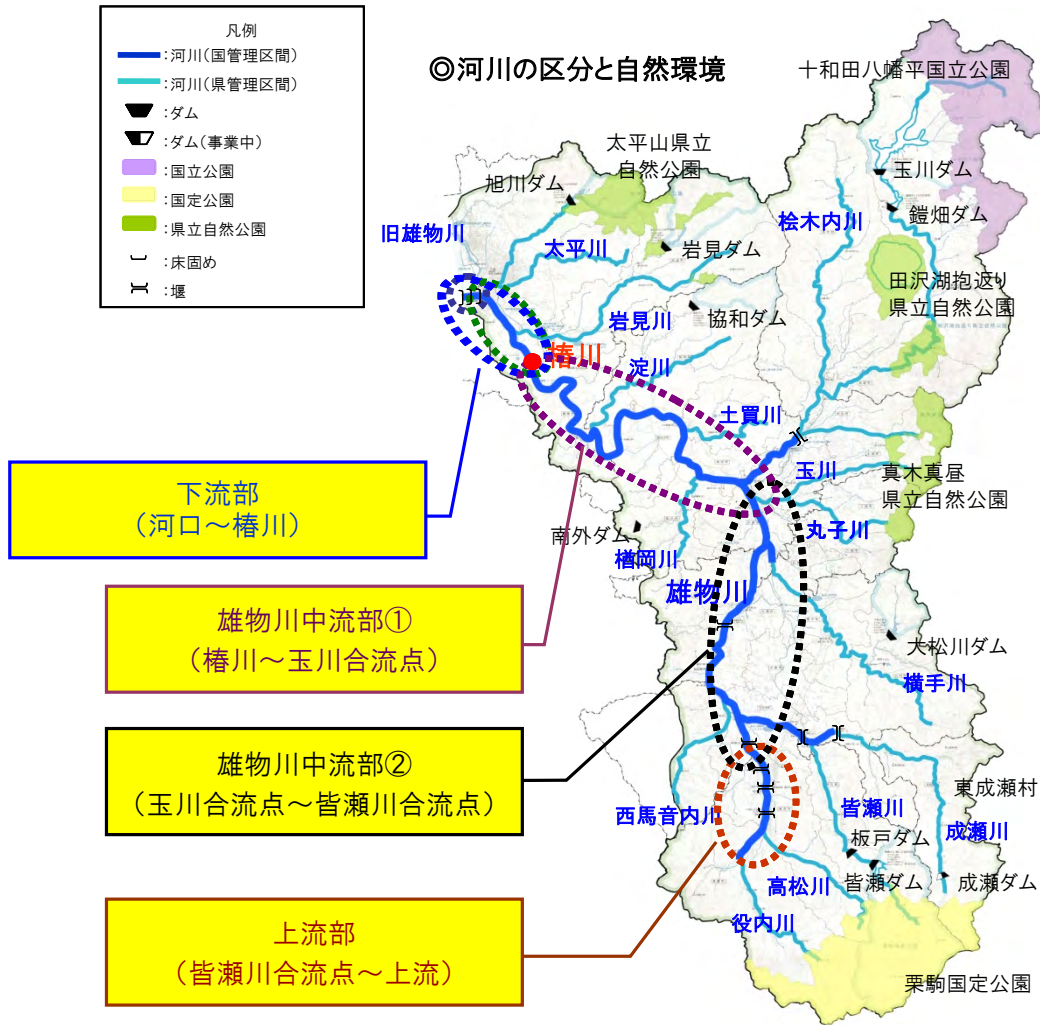 凡例
:河川(国管理区間)
:河川(県管理区間)
:ダム
:ダム(事業中)
:国立公園
:国定公園
:県立自然公園
:床固め
:堰
◎河川の区分と自然環境
十和田八幡平国立公園
太平山県立
自然公園
旭川ダム
玉川ダム
鎧畑ダム
旧雄物川
太平川
桧木内川
岩見ダム
田沢湖抱返り
県立自然公園
岩見川
協和ダム
椿川
淀川
土買川
玉川
真木真昼
県立自然公園
下流部
(河口~椿川)
南外ダム
楢岡川
丸子川
雄物川
雄物川中流部①
(椿川~玉川合流点)
大松川ダム
横手川
雄物川中流部②
(玉川合流点~皆瀬川合流点)
東成瀬村
西馬音内川
皆瀬川
成瀬川
板戸ダム
高松川
皆瀬ダム
成瀬ダム
役内川
上流部
(皆瀬川合流点~上流)
栗駒国定公園